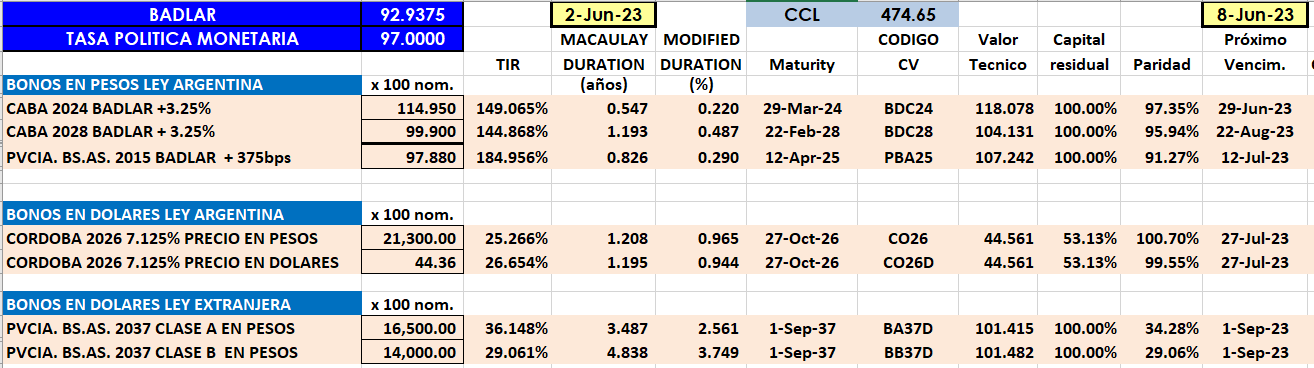 BADLAR 92.9375 2-Jun-23 CCL 474.65 8-Jun-23
TASA POLITICA MONETARIA 97.0000 MACAULAY MODIFIED CODIGO Valor Capital Próximo
TIR DURATION DURATION Maturity CV Tecnico residual Paridad Vencim.
BONOS EN PESOS LEY ARGENTINA x 100 nom. (años) (%)
CABA 2024 BADLAR +3.25% 114.950 149.065% 0.547 0.220 29-Mar-24 BDC24 118.078 100.00% 97.35% 29-Jun-23
CABA 2028 BADLAR + 3.25% 99.900 144.868% 1.193 0.487 22-Feb-28 BDC28 104.131 100.00% 95.94% 22-Aug-23
PVCIA. BS.AS. 2015 BADLAR + 375bps 97.880 184.956% 0.826 0.290 12-Apr-25 PBA25 107.242 100.00% 91.27% 12-Jul-23
BONOS EN DOLARES LEY ARGENTINA x 100 nom.
CORDOBA 2026 7.125% PRECIO EN PESOS 21,300.00 25.266% 1.208 0.965 27-Oct-26 CO26 44.561 53.13% 100.70% 27-Jul-23
CORDOBA 2026 7.125% PRECIO EN DOLARES 44.36 26.654% 1.195 0.944 27-Oct-26 CO26D 44.561 53.13% 99.55% 27-Jul-23
BONOS EN DOLARES LEY EXTRANJERA x 100 nom.
PVCIA. BS.AS. 2037 CLASE A EN PESOS 16,500.00 36.148% 3.487 2.561 1-Sep-37 BA37D 101.415 100.00% 34.28% 1-Sep-23
PVCIA. BS.AS. 2037 CLASE B EN PESOS 14,000.00 29.061% 4.838 3.749 1-Sep-37 BB37D 101.482 100.00% 29.06% 1-Sep-23